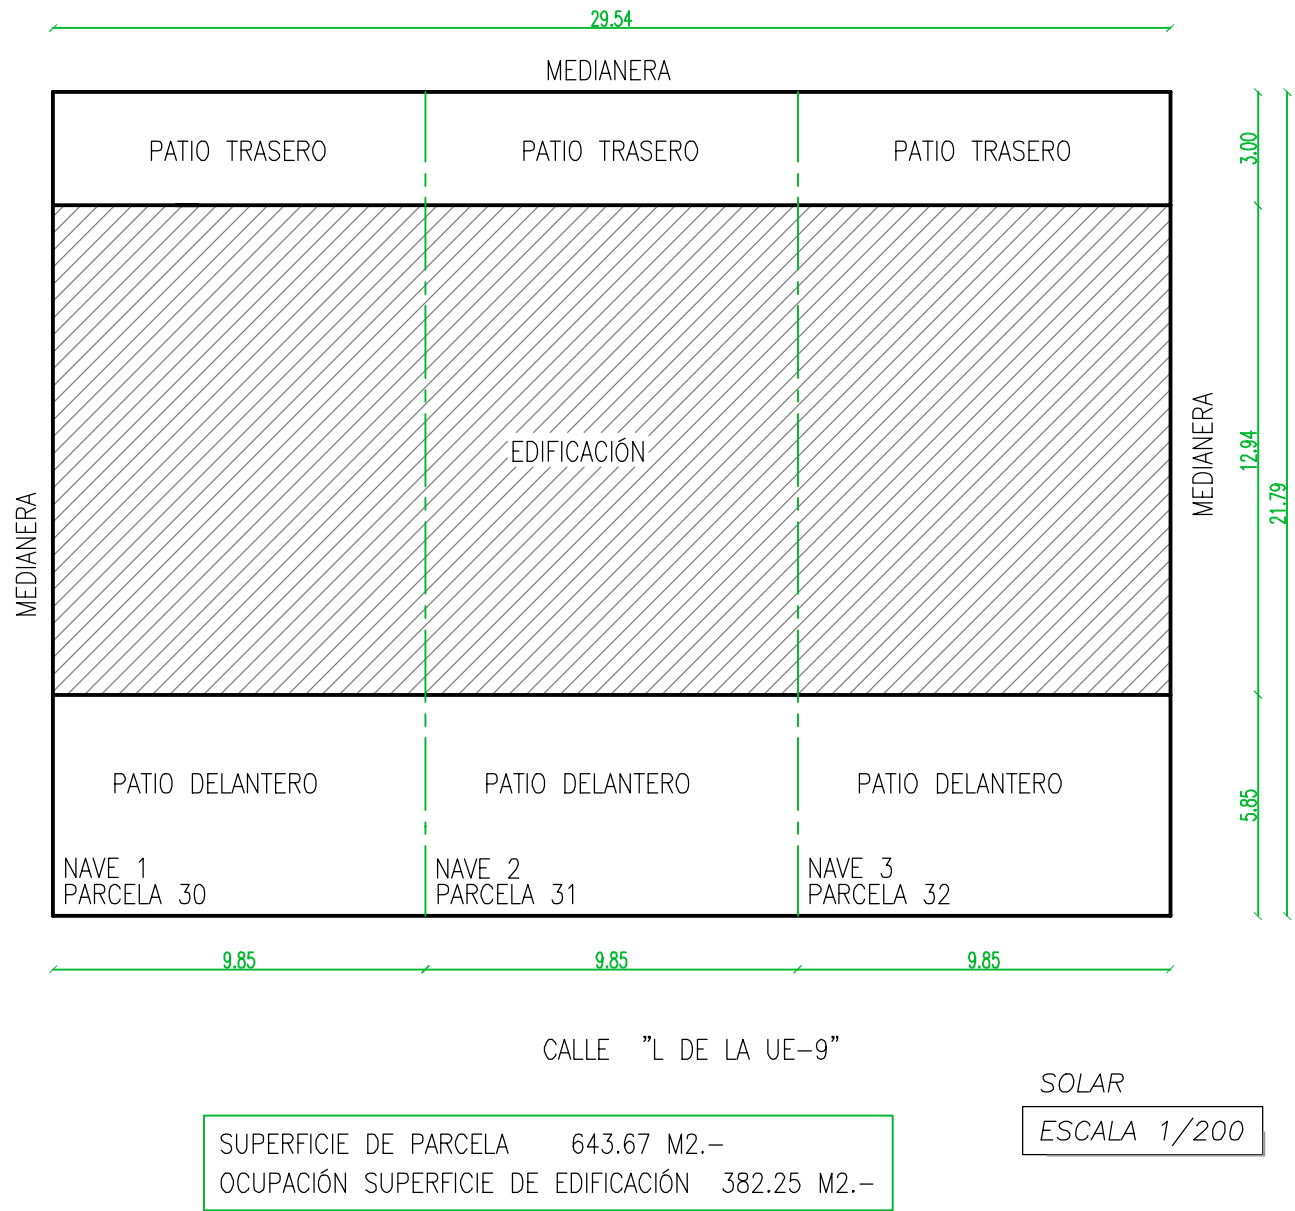 29.54
MEDIANERA
PATIO TRASERO
PATIO TRASERO
PATIO TRASERO
3.00
EDIFICACIÓN
MEDIANERA
12.94
21.79
MEDIANERA
PATIO DELANTERO
PATIO DELANTERO
PATIO DELANTERO
5.85
NAVE 1
PARCELA 30
NAVE 2
PARCELA 31
NAVE 3
PARCELA 32
9.85
9.85
9.85
CALLE "L DE LA UE-9"
SOLAR
ESCALA 1/200
SUPERFICIE DE PARCELA 643.67 M2.-
OCUPACIÓN SUPERFICIE DE EDIFICACIÓN 382.25 M2.-